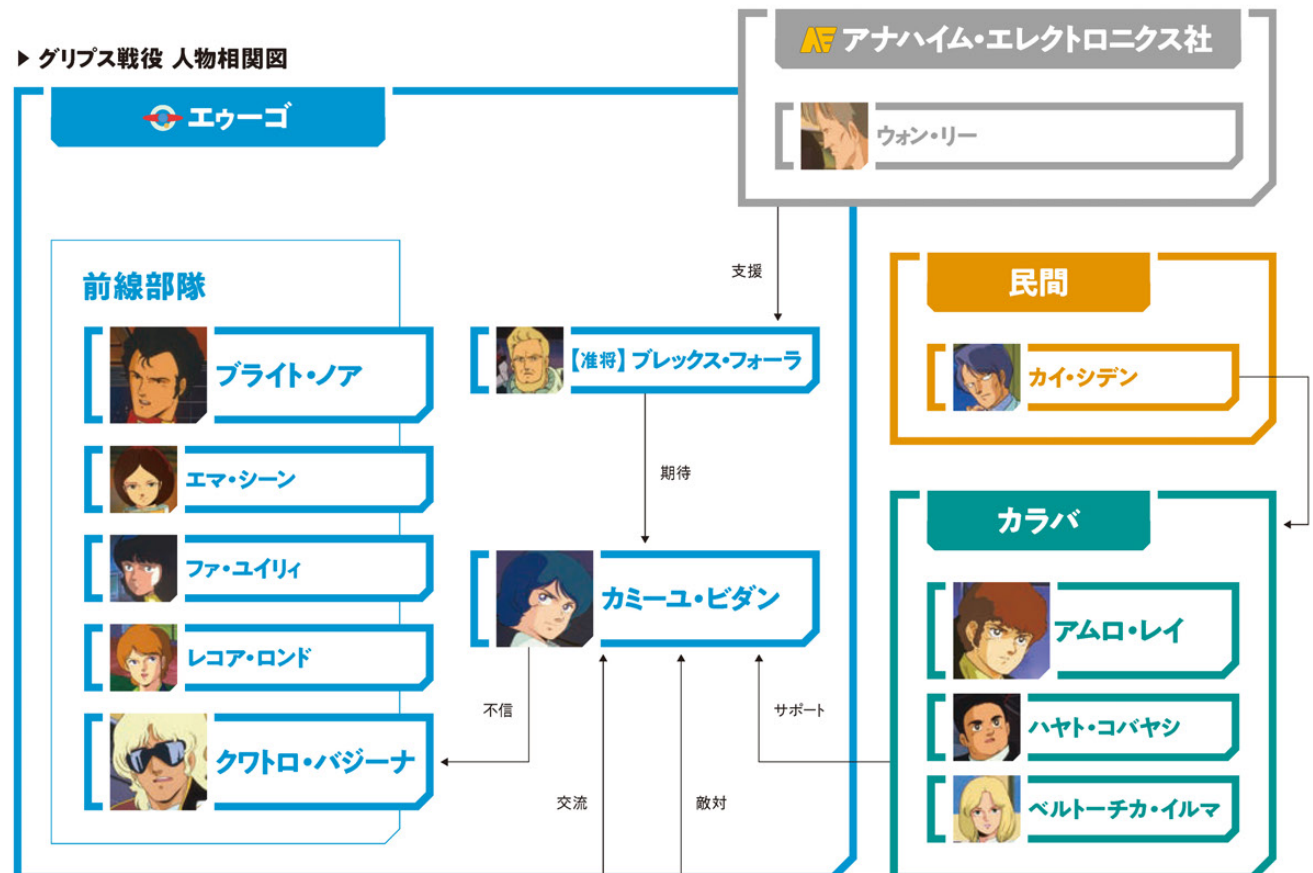 ▶ グリプス戦役 人物相関図
エゥーゴ
AE アナハイム・エレクトロニクス社
ウォン・リー
支援
前線部隊
ブライト・ノア
エマ・シーン
ファ・ユイリィ
レコア・ロンド
クワトロ・バジーナ
【准将】ブレックス・フォーラ
期待
カミーユ・ビダン
不信
交流
敵対
サポート
民間
カイ・シデン
カラバ
アムロ・レイ
ハヤト・コバヤシ
ベルトーチカ・イルマ